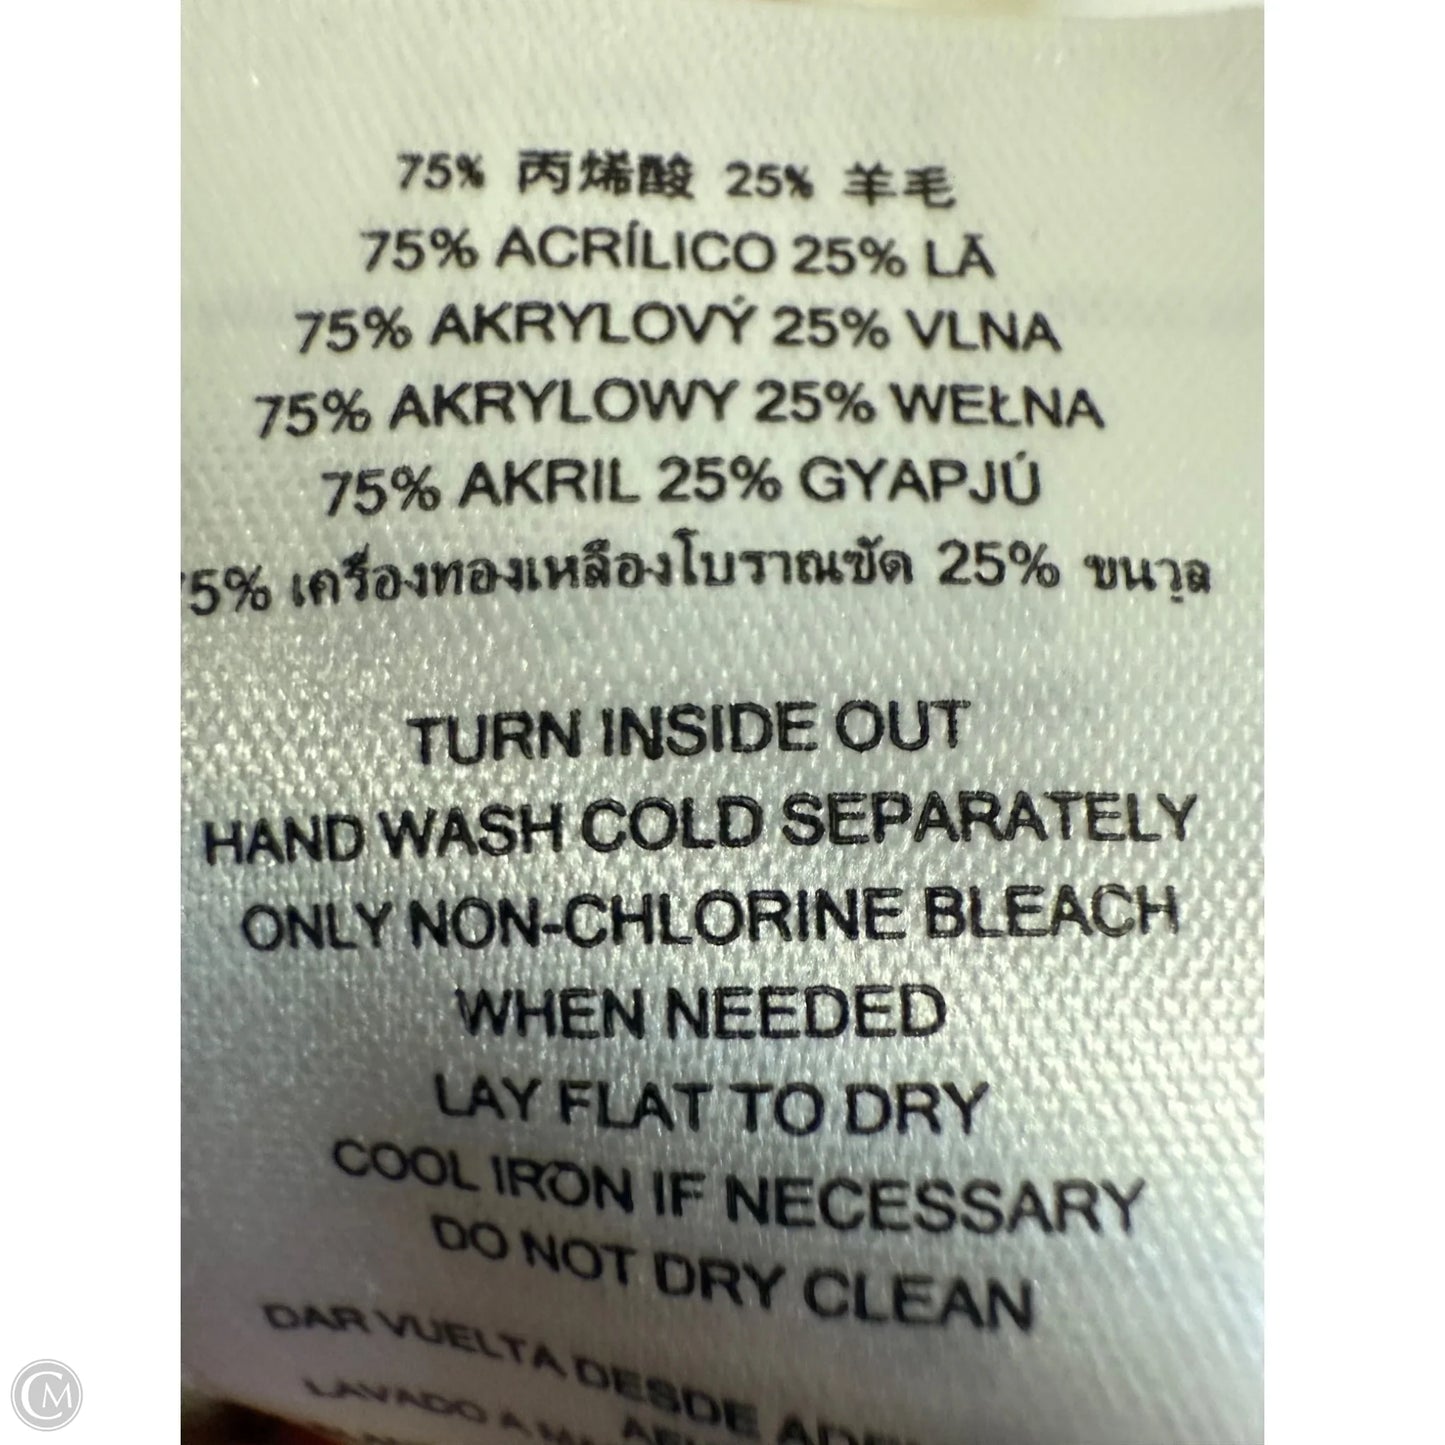 75% 丙烯酸 25% 羊毛
75% ACRÍLICO 25% LÃ
75% AKRYLOVÝ 25% VLNA
75% AKRYLOWY 25% WEŁNA
75% AKRIL 25% GYAPJÚ
5% เครื่องทองเหลืองโบราณขัด 25% ขนวูล
TURN INSIDE OUT
HAND WASH COLD SEPARATELY
ONLY NON-CHLORINE BLEACH
WHEN NEEDED
LAY FLAT TO DRY
COOL IRON IF NECESSARY
DO NOT DRY CLEAN
DAR VUELTA DESDE
LAVADO A
CM